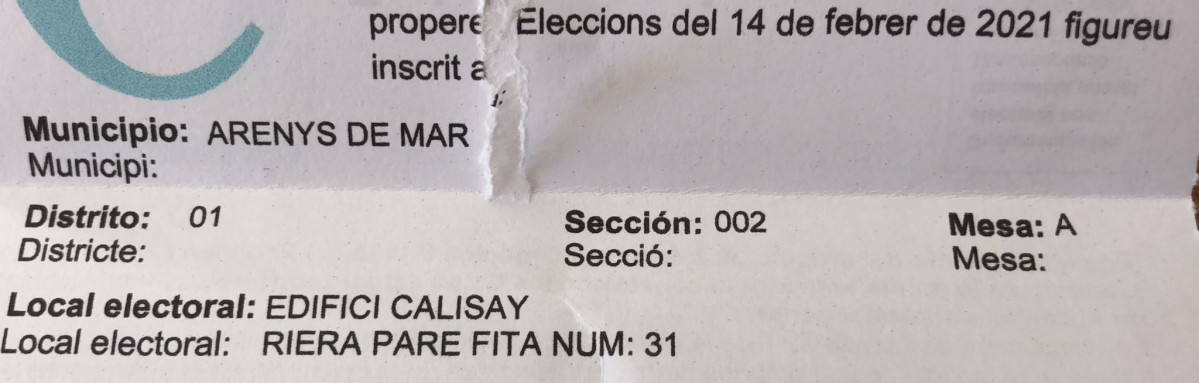 Eleccions del 14 de febrer de 2021 figureu
inscrit
Municipio: ARENYS DE MAR
Municipi:
Distrito: 01 Sección: 002 Mesa: A
Districte: Secció: Mesa:
Local electoral: EDIFICI CALISAY
Local electoral: RIERA PARE FITA NUM: 31